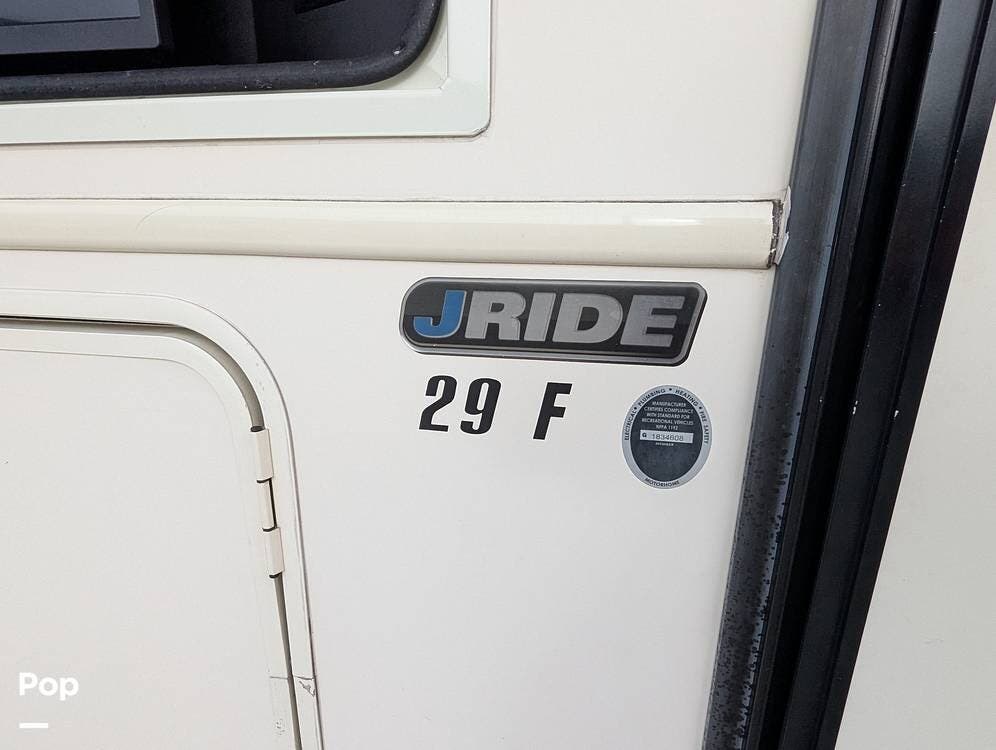 JRIDE
29 F
ELECTRICAL • PLUMBING • HEATING • FIRE SAFETY
MANUFACTURER
CERTIFIES COMPLIANCE
WITH STANDARD FOR
RECREATIONAL VEHICLES
NFPA 1192
G 1834608
MOTORHOME
Pop